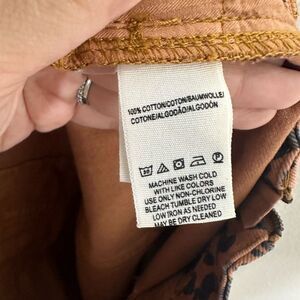 100% COTTON/COTON/BAUMWOLLE/
COTONE/ALGODÃO/ALGODÓN
MACHINE WASH COLD
WITH LIKE COLORS
USE ONLY NON-CHLORINE
BLEACH TUMBLE DRY LOW
LOW IRON AS NEEDED
MAY BE DRY CLEANED